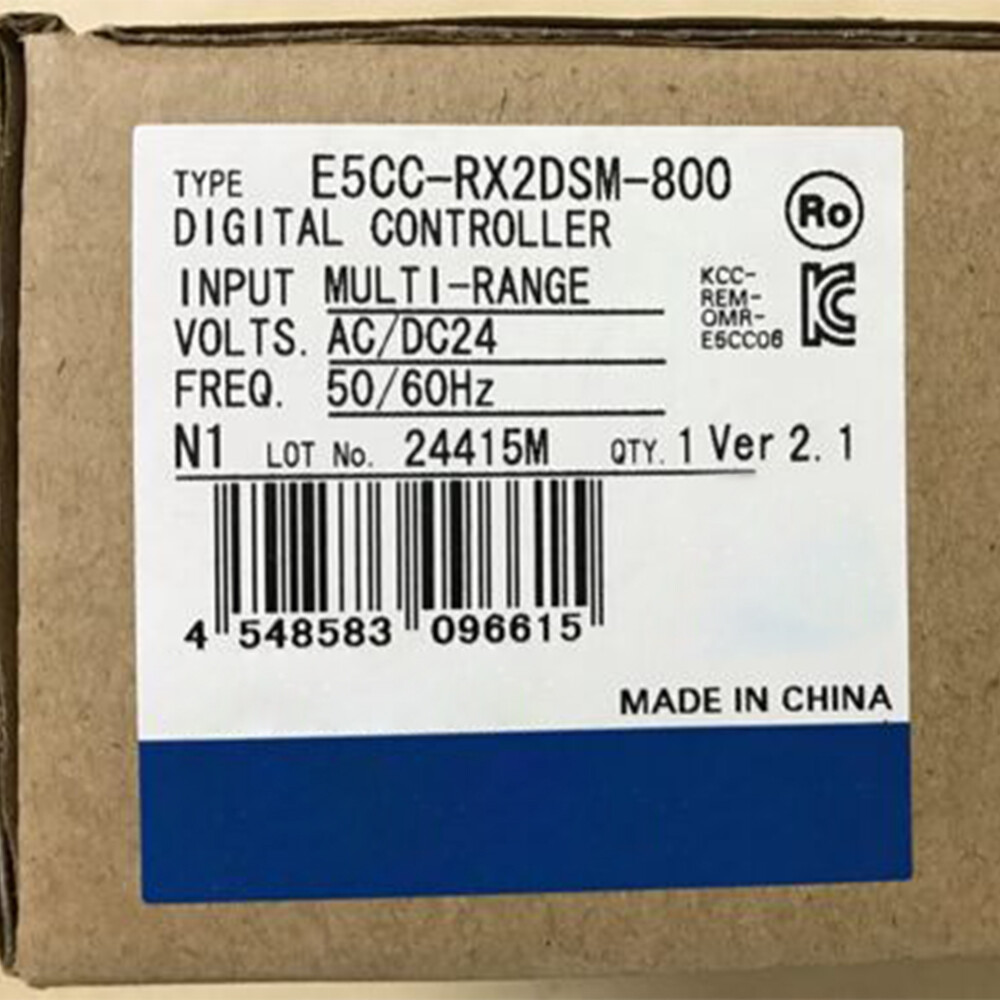 TYPE E5CC-RX2DSM-800
DIGITAL CONTROLLER
Ro
INPUT MULTI-RANGE
VOLTS. AC/DC24
FREQ. 50/60Hz
KCC-
REM-
OMR-
E5CC06
N1 LOT No. 24415M QTY. 1 Ver 2.1
4 548583 096615
MADE IN CHINA